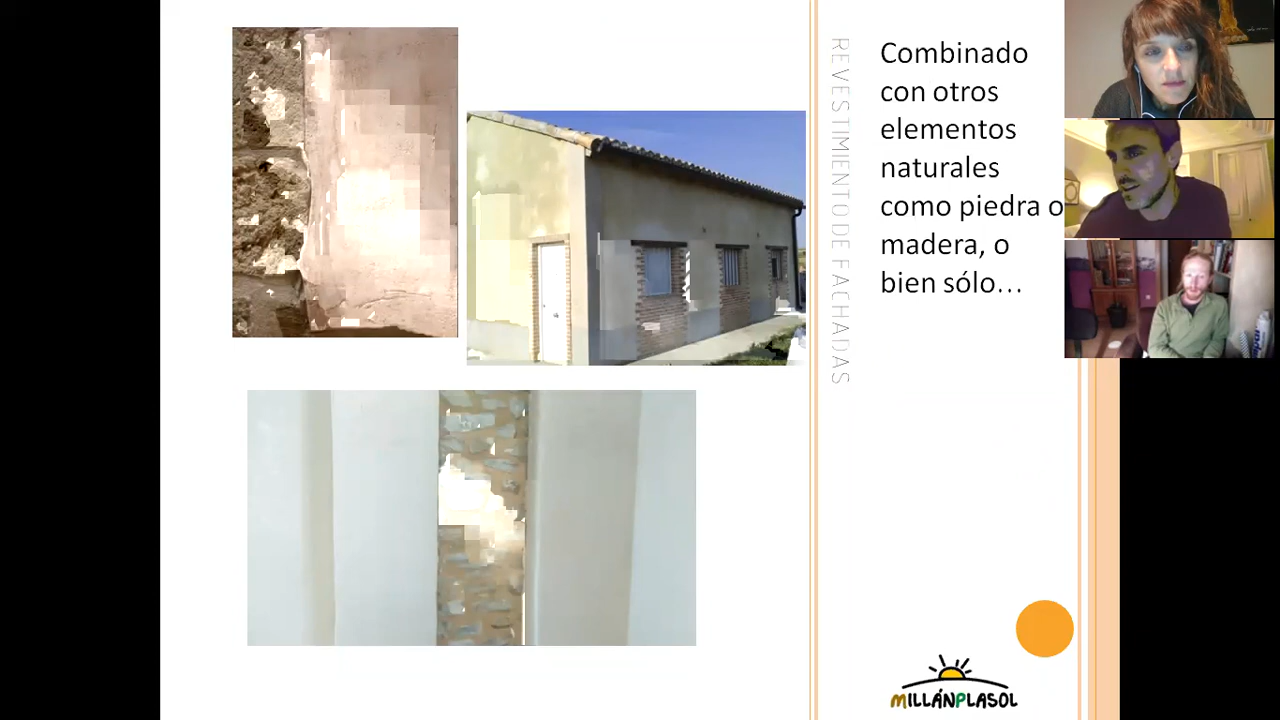 REVESTIMIENTO DE FACHADAS
Combinado
con otros
elementos
naturales
como piedra o
madera, o
bien sólo…
MILLÁNPLASOL